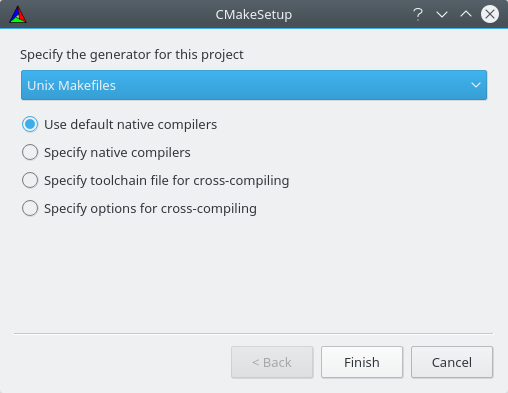 CMakeSetup
Specify the generator for this project
Unix Makefiles
Use default native compilers
Specify native compilers
Specify toolchain file for cross-compiling
Specify options for cross-compiling
< Back Finish Cancel